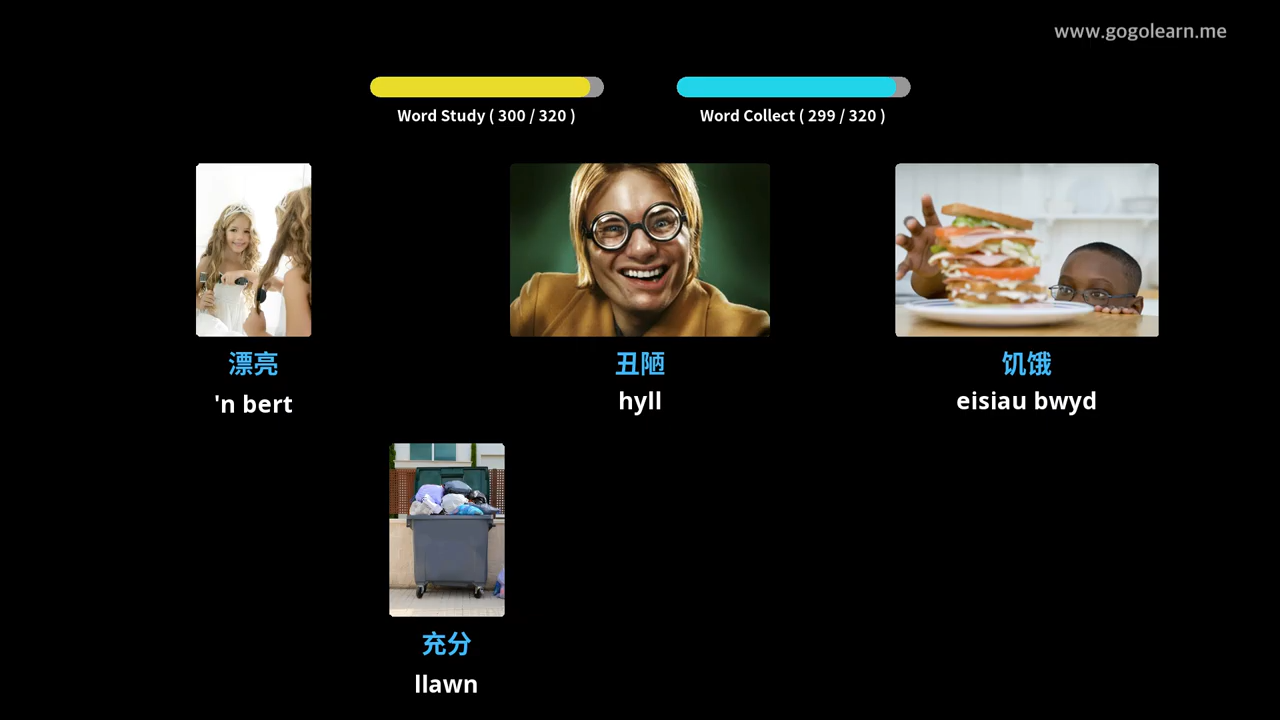 www.gogolearn.me
Word Study ( 300 / 320 )
Word Collect ( 299 / 320 )
漂亮
'n bert
丑陋
hyll
饥饿
eisiau bwyd
充分
llawn